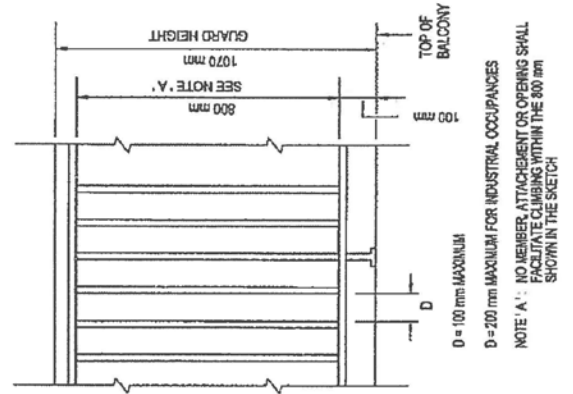 GUARD HEIGHT
1070 mm
SEE NOTE 'A'
800 mm
100 mm
TOP OF
BALCONY
D
D = 100 mm MAXIMUM
D = 200 mm MAXIMUM FOR INDUSTRIAL OCCUPANCIES
NOTE 'A' : NO MEMBER, ATTACHEMENT OR OPENING SHALL
FACILITATE CLIMBING WITHIN THE 800 mm
SHOWN IN THE SKETCH